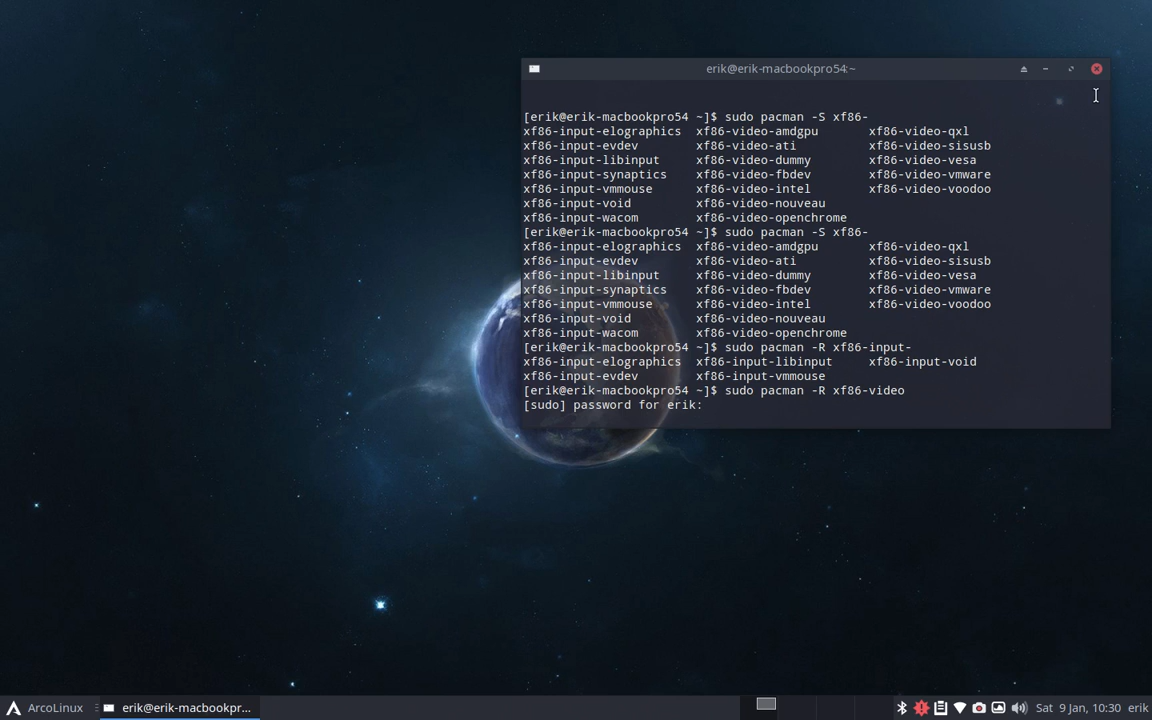 erik@erik-macbookpro54:~
[erik@erik-macbookpro54 ~]$ sudo pacman -S xf86-
xf86-input-elographics xf86-video-amdgpu xf86-video-qxl
xf86-input-evdev xf86-video-ati xf86-video-sisusb
xf86-input-libinput xf86-video-dummy xf86-video-vesa
xf86-input-synaptics xf86-video-fbdev xf86-video-vmware
xf86-input-vmmouse xf86-video-intel xf86-video-voodoo
xf86-input-void xf86-video-nouveau
xf86-input-wacom xf86-video-openchrome
[erik@erik-macbookpro54 ~]$ sudo pacman -S xf86-
xf86-input-elographics xf86-video-amdgpu xf86-video-qxl
xf86-input-evdev xf86-video-ati xf86-video-sisusb
xf86-input-libinput xf86-video-dummy xf86-video-vesa
xf86-input-synaptics xf86-video-fbdev xf86-video-vmware
xf86-input-vmmouse xf86-video-intel xf86-video-voodoo
xf86-input-void xf86-video-nouveau
xf86-input-wacom xf86-video-openchrome
[erik@erik-macbookpro54 ~]$ sudo pacman -R xf86-input-
xf86-input-elographics xf86-input-libinput xf86-input-void
xf86-input-evdev xf86-input-vmmouse
[erik@erik-macbookpro54 ~]$ sudo pacman -R xf86-video
[sudo] password for erik:
ArcoLinux erik@erik-macbookpr... Sat 9 Jan, 10:30 erik